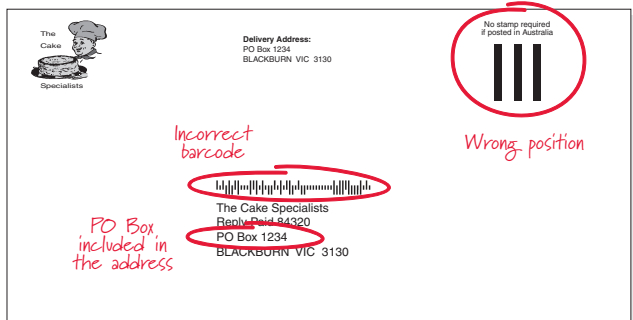 The
Cake
Specialists
Delivery Address:
PO Box 1234
BLACKBURN VIC 3130
No stamp required
if posted in Australia
Incorrect
barcode
Wrong position
The Cake Specialists
Reply Paid 84320
PO Box 1234
BLACKBURN VIC 3130
PO Box
included in
the address